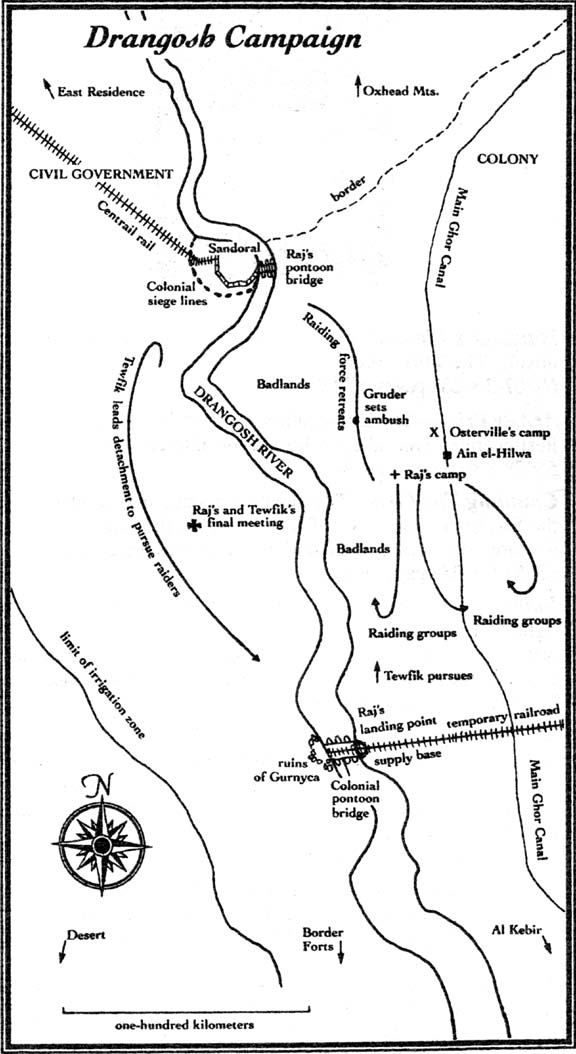 Drangosh Campaign
East Residence
Oxhead Mts.
CIVIL GOVERNMENT
COLONY
border
Centrail rail
Main Ghor Canal
Sandoral
Raj's
pontoon
bridge
Colonial
siege lines
Raiding force retreats
Badlands
Gruder
sets
ambush
Tewfik leads detachment to pursue raiders
DRANGOSH RIVER
X Osterville's camp
Ain el-Hilwa
+ Raj's camp
Raj's and Tewfik's
final meeting
Badlands
Raiding groups
Raiding groups
limit of irrigation zone
Tewfik pursues
Raj's
landing point
temporary railroad
supply base
ruins
of Gurnyca
Colonial
pontoon
bridge
Main Ghor Canal
N
Desert
Border
Forts
Al Kebir
one-hundred kilometers